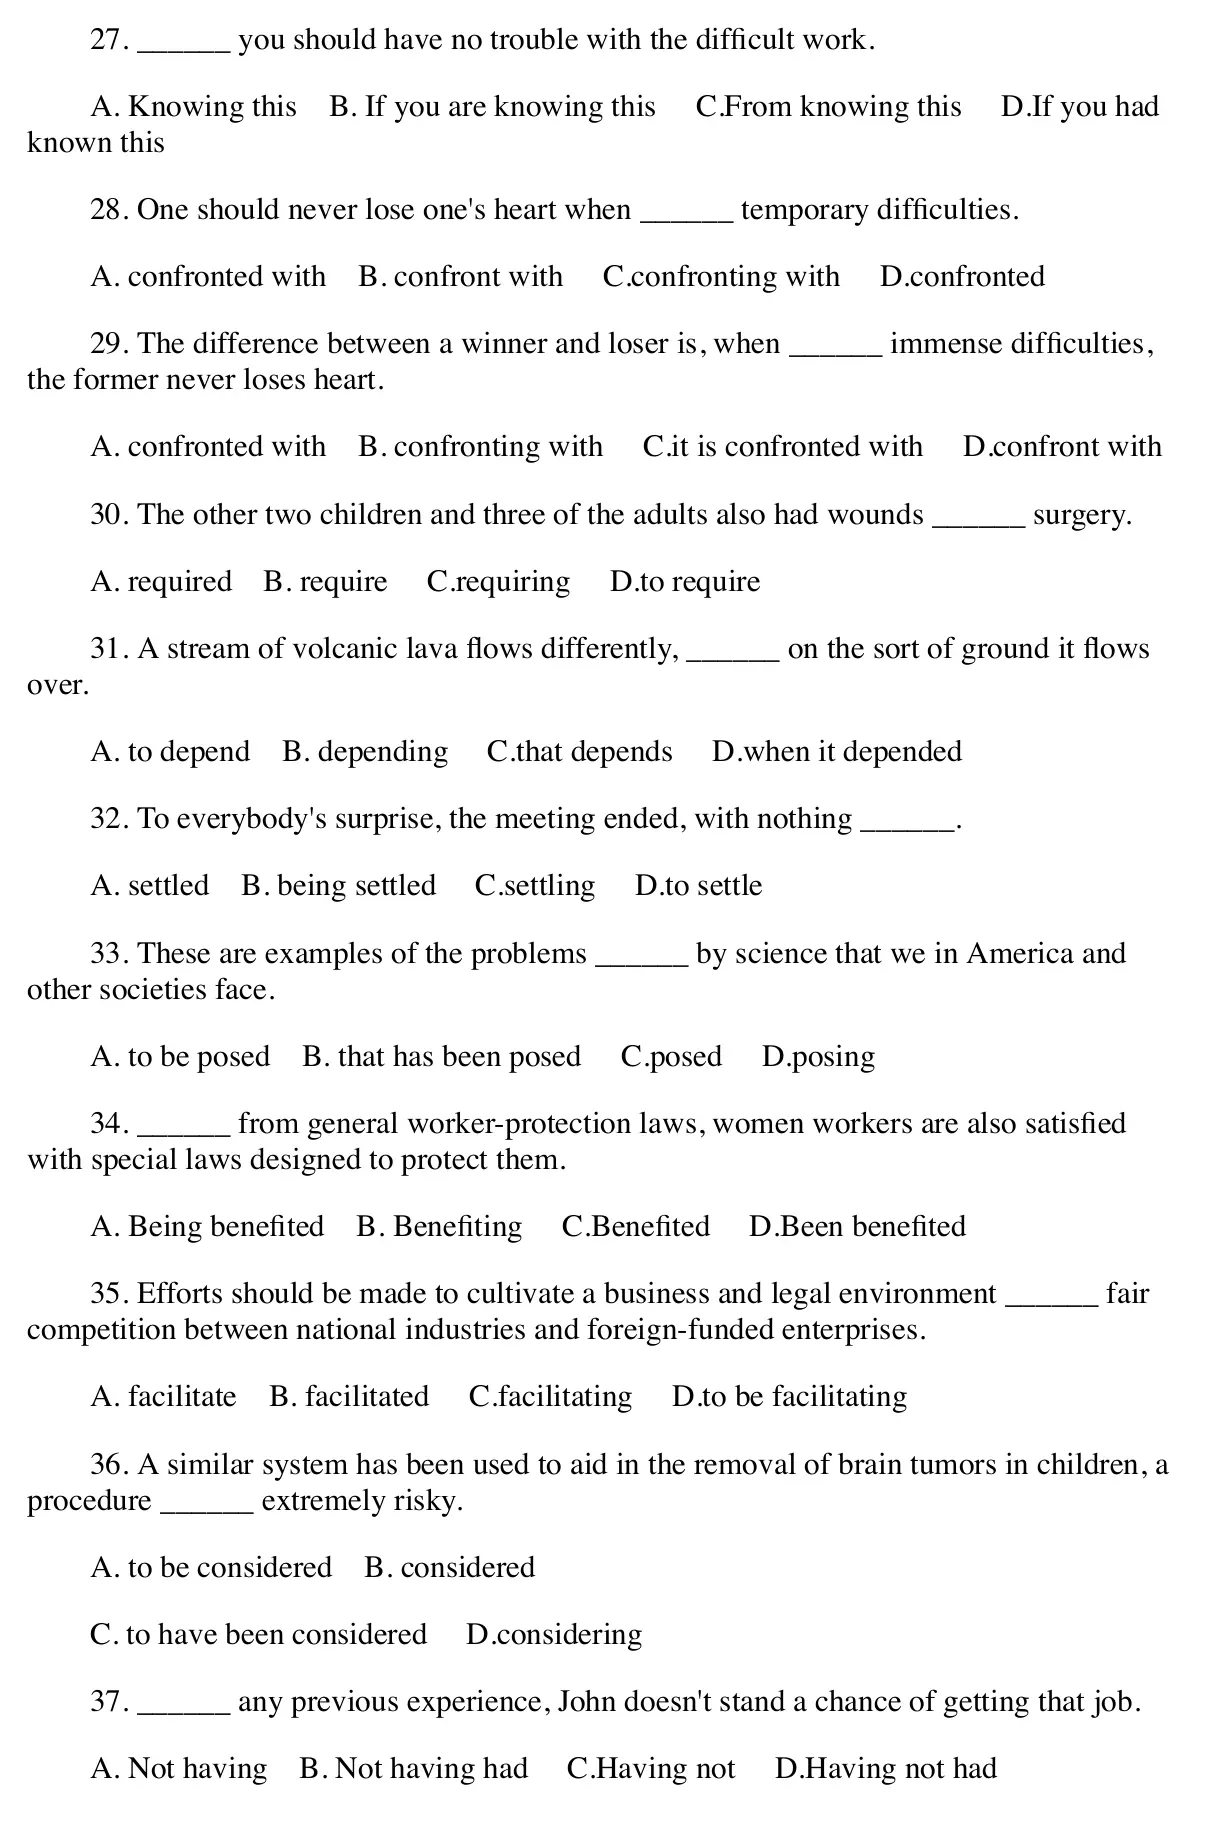 27. ______ you should have no trouble with the difficult work.
A. Knowing this B. If you are knowing this C.From knowing this D.If you had
known this
28. One should never lose one's heart when ______ temporary difficulties.
A. confronted with B. confront with C.confronting with D.confronted
29. The difference between a winner and loser is, when ______ immense difficulties,
the former never loses heart.
A. confronted with B. confronting with C.it is confronted with D.confront with
30. The other two children and three of the adults also had wounds ______ surgery.
A. required B. require C.requiring D.to require
31. A stream of volcanic lava flows differently, ______ on the sort of ground it flows
over.
A. to depend B. depending C.that depends D.when it depended
32. To everybody's surprise, the meeting ended, with nothing ______.
A. settled B. being settled C.settling D.to settle
33. These are examples of the problems ______ by science that we in America and
other societies face.
A. to be posed B. that has been posed C.posed D.posing
34. ______ from general worker-protection laws, women workers are also satisfied
with special laws designed to protect them.
A. Being benefited B. Benefiting C.Benefited D.Been benefited
35. Efforts should be made to cultivate a business and legal environment ______ fair
competition between national industries and foreign-funded enterprises.
A. facilitate B. facilitated C.facilitating D.to be facilitating
36. A similar system has been used to aid in the removal of brain tumors in children, a
procedure ______ extremely risky.
A. to be considered B. considered
C. to have been considered D.considering
37. ______ any previous experience, John doesn't stand a chance of getting that job.
A. Not having B. Not having had C.Having not D.Having not had